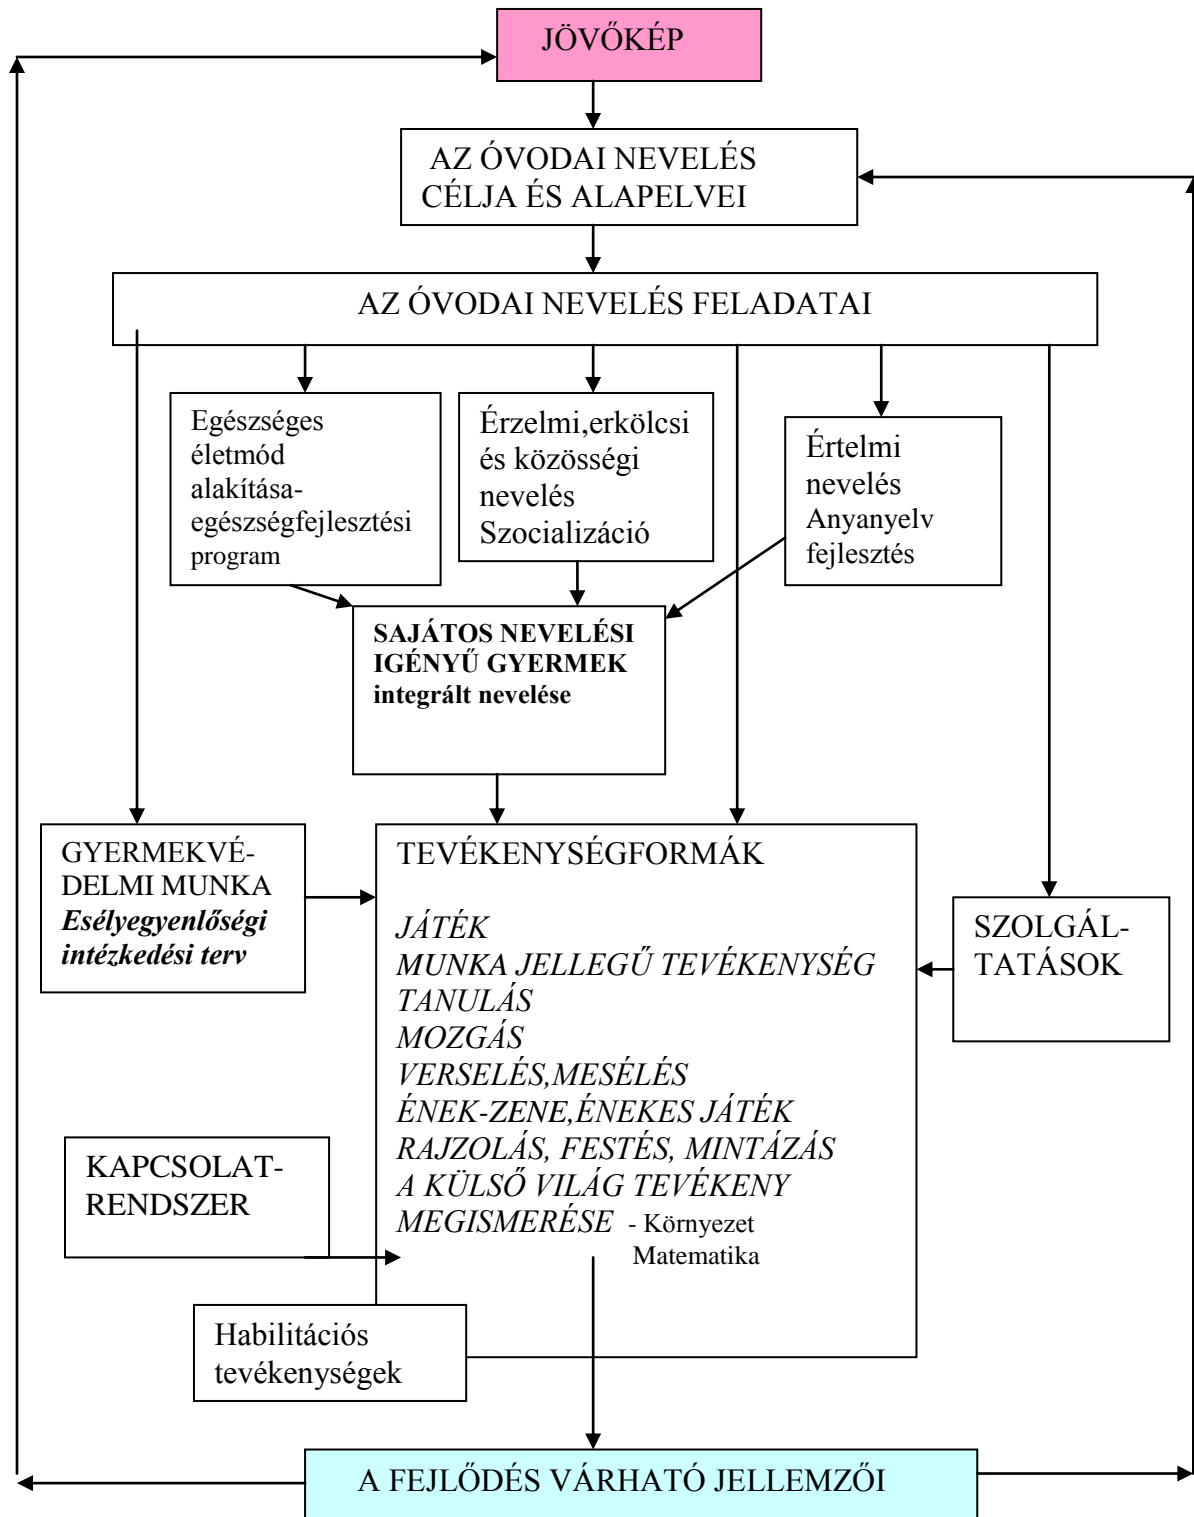 JÖVŐKÉP
AZ ÓVODAI NEVELÉS
CÉLJA ÉS ALAPELVEI
AZ ÓVODAI NEVELÉS FELADATAI
Egészséges
életmód
alakítása-
egészségfejlesztési
program
Érzelmi,erkölcsi
és közösségi
nevelés
Szocializáció
Értelmi
nevelés
Anyanyelv
fejlesztés
SAJÁTOS NEVELÉSI
IGÉNYŰ GYERMEK
integrált nevelése
GYERMEKVÉ-
DELMI MUNKA
Esélyegyenlőségi
intézkedési terv
TEVÉKENYSÉGFORMÁK
JÁTÉK
MUNKA JELLEGŰ TEVÉKENYSÉG
TANULÁS
MOZGÁS
VERSELÉS,MESÉLÉS
ÉNEK-ZENE,ÉNEKES JÁTÉK
RAJZOLÁS, FESTÉS, MINTÁZÁS
A KÜLSŐ VILÁG TEVÉKENY
MEGISMERÉSE - Környezet
Matematika
SZOLGÁL-
TATÁSOK
KAPCSOLAT-
RENDSZER
Habilitációs
tevékenységek
A FEJLŐDÉS VÁRHATÓ JELLEMZŐI